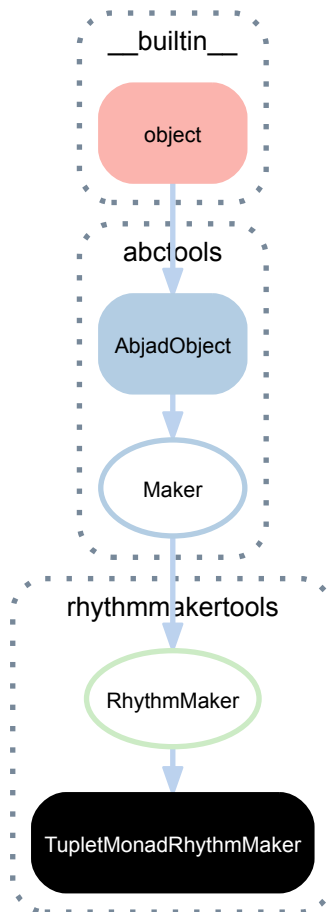 __builtin__
object
abctools
AbjadObject
Maker
rhythmmakertools
RhythmMaker
TupletMonadRhythmMaker